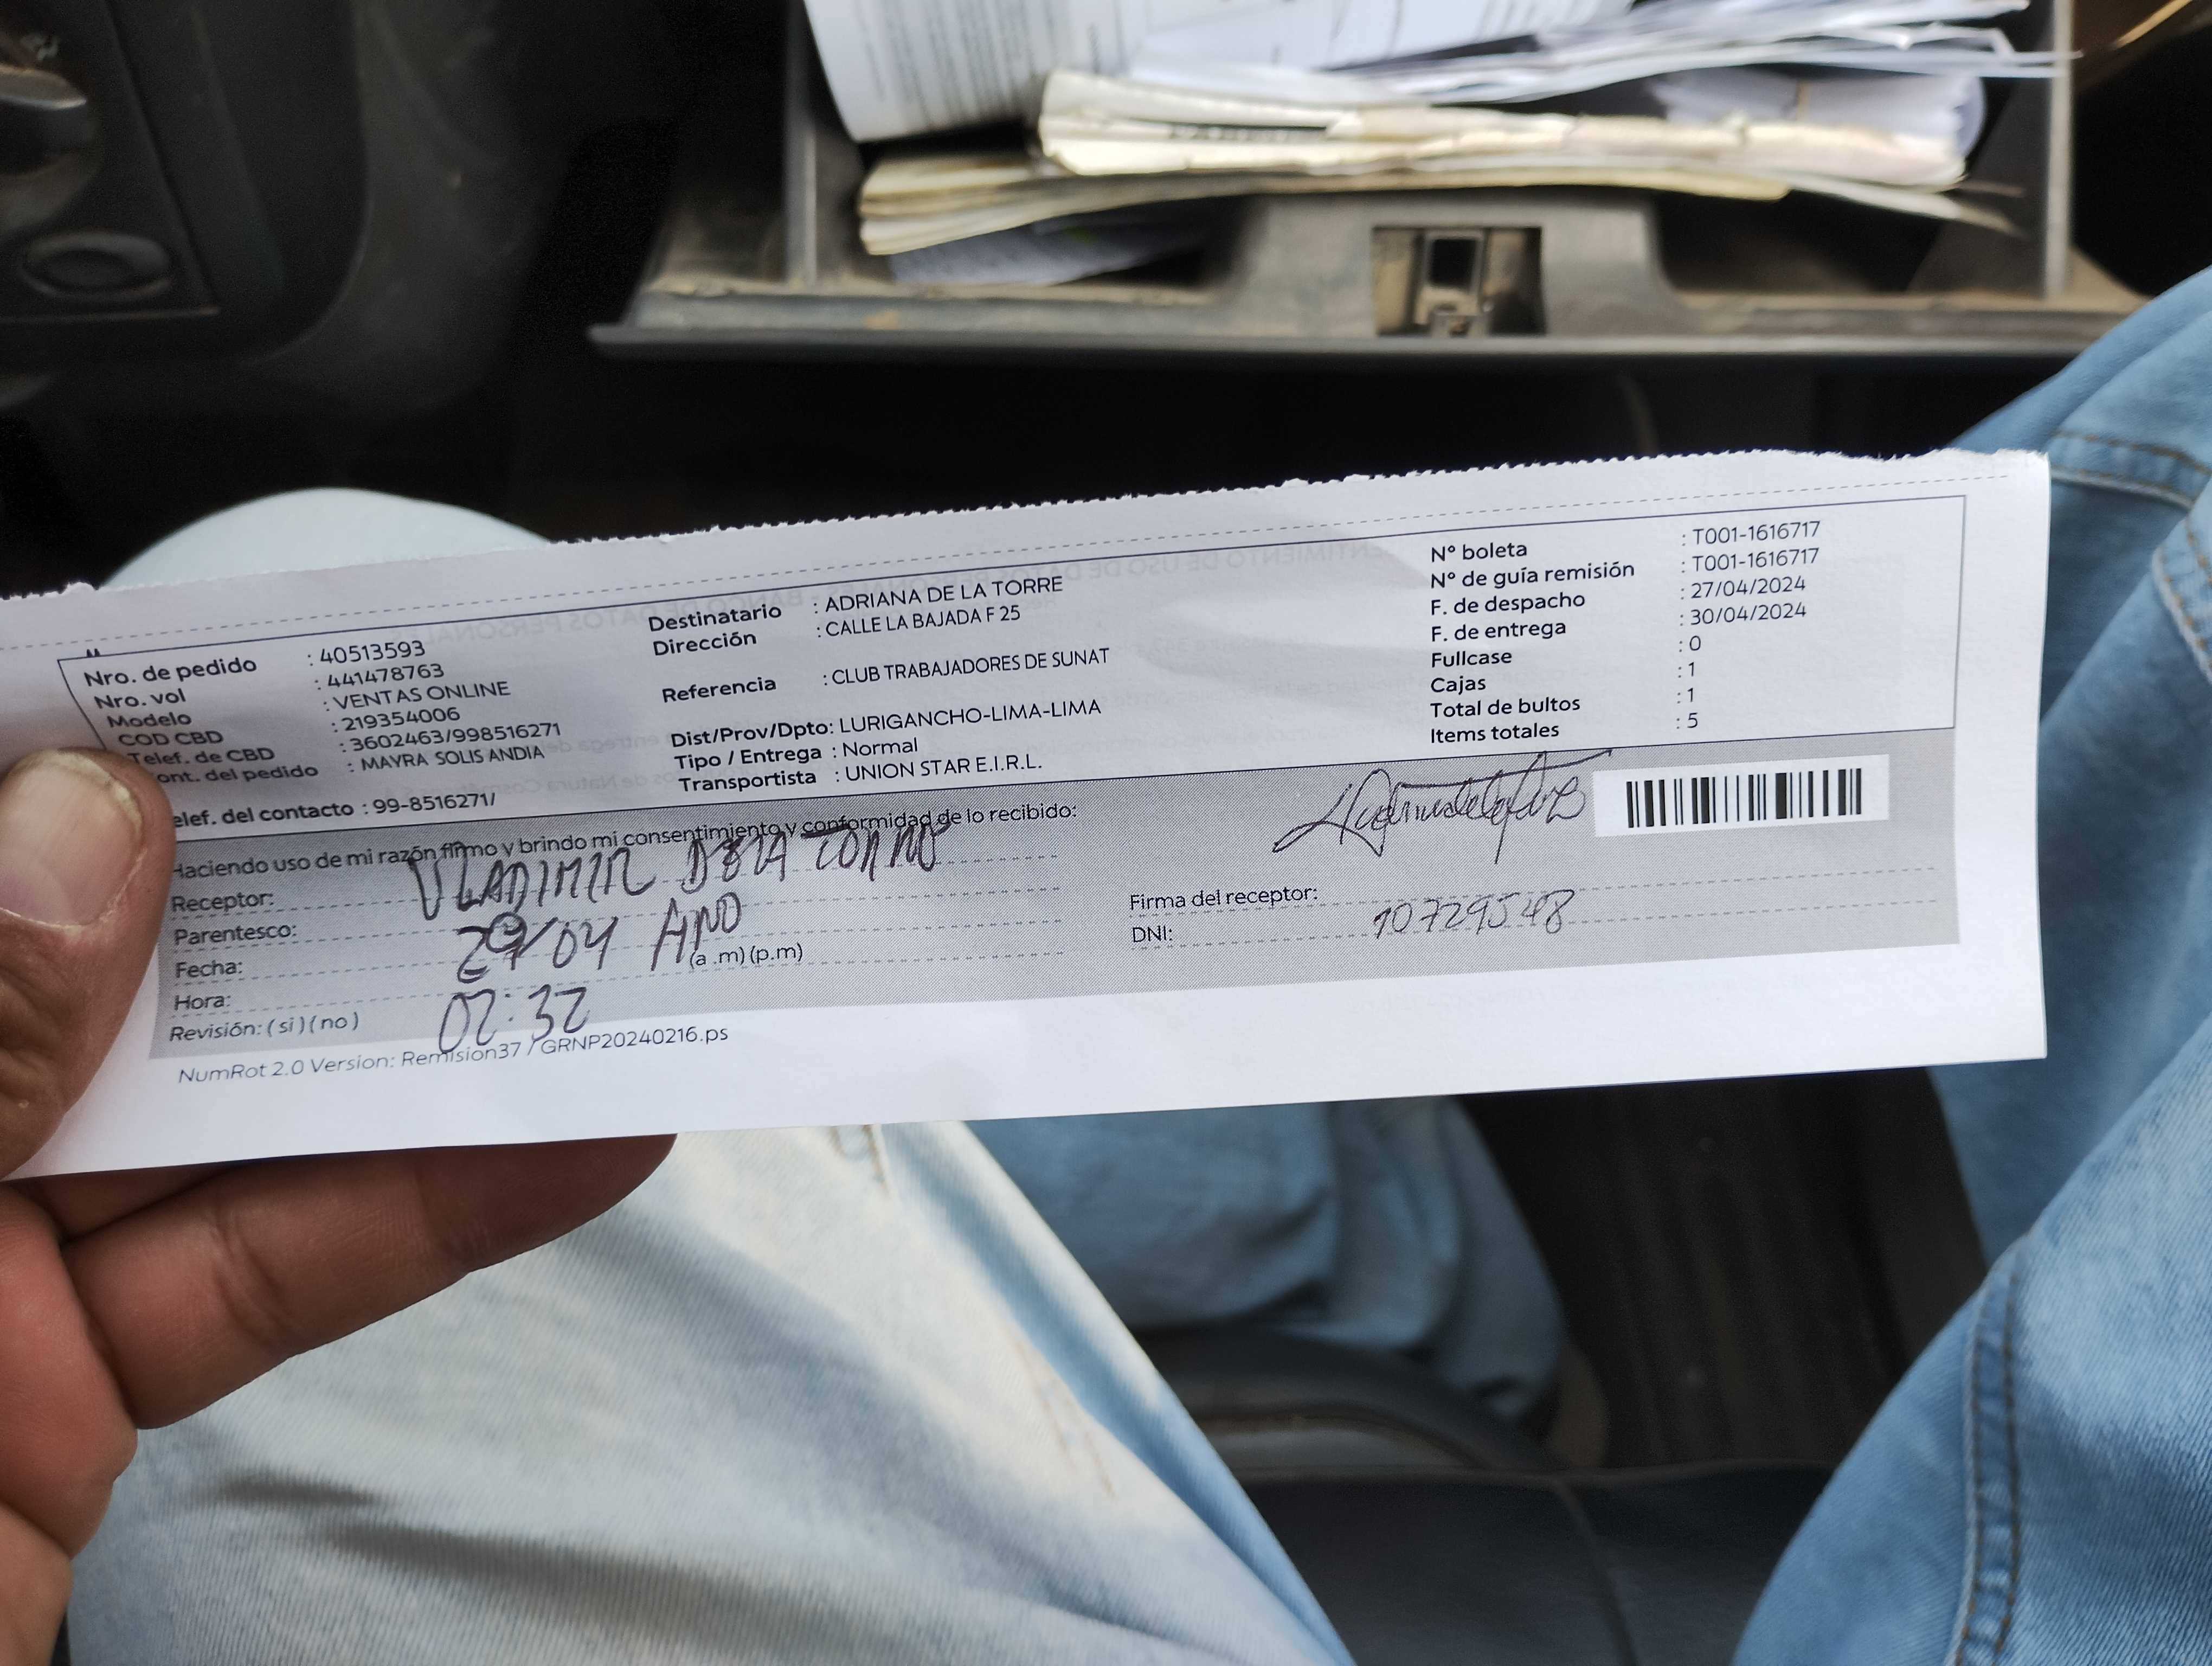 Nro. de pedido : 40513593
Nro. vol : 441478763
Modelo : VENTAS ONLINE
COD CBD : 219354006
Telef. de CBD : 3602463/998516271
ont. del pedido : MAYRA SOLIS ANDIA
elef. del contacto : 99-8516271/
Destinatario : ADRIANA DE LA TORRE
Dirección : CALLE LA BAJADA F 25
Referencia : CLUB TRABAJADORES DE SUNAT
Dist/Prov/Dpto: LURIGANCHO-LIMA-LIMA
Tipo / Entrega : Normal
Transportista : UNION STAR E.I.R.L.
N° boleta : T001-1616717
N° de guía remisión : T001-1616717
F. de despacho : 27/04/2024
F. de entrega : 30/04/2024
Fullcase : 0
Cajas : 1
Total de bultos : 1
Items totales : 5
Haciendo uso de mi razón firmo y brindo mi consentimiento y conformidad de lo recibido:
Receptor: VLADIMIR
Parentesco:
Fecha: 29/04
Hora: 02:32 (a .m) (p.m)
Revisión: ( si ) ( no )
Firma del receptor:
DNI: 10729548
NumRot 2.0 Version: Remision37 / GRNP20240216.ps